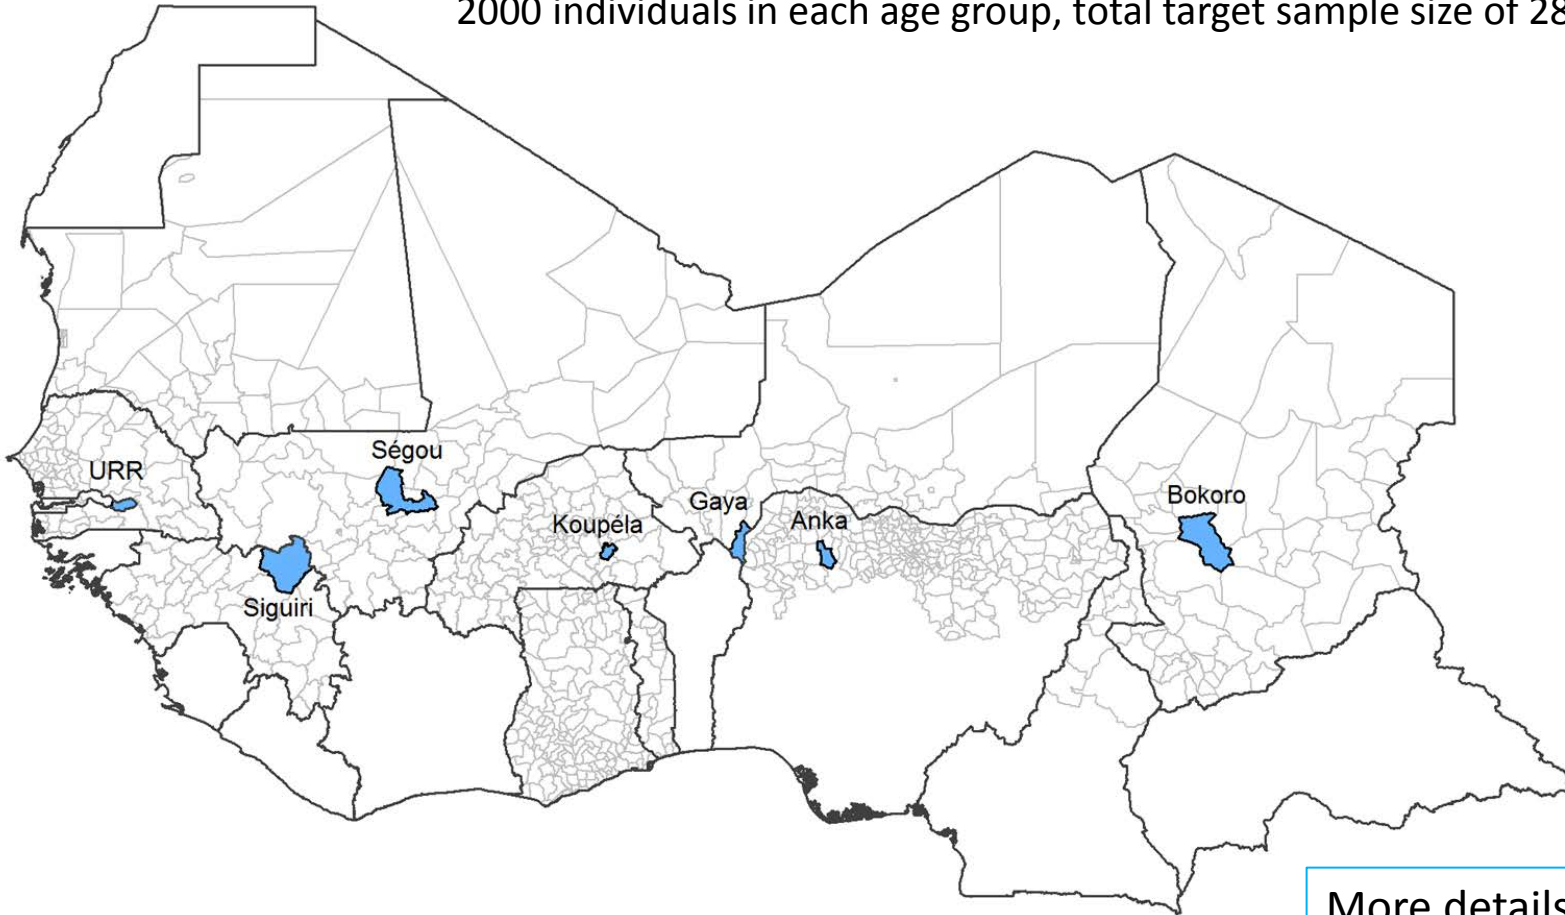 2000 individuals in each age group, total target sample size of 28
Ségou
URR
Bokoro
Gaya
Anka
Koupéla
Siguiri
More details